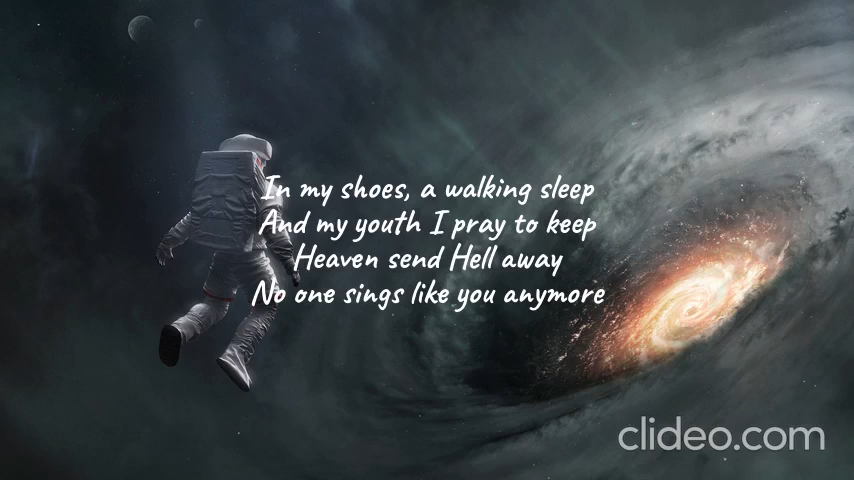 In my shoes, a walking sleep
And my youth I pray to keep
Heaven send Hell away
No one sings like you anymore
clideo.com